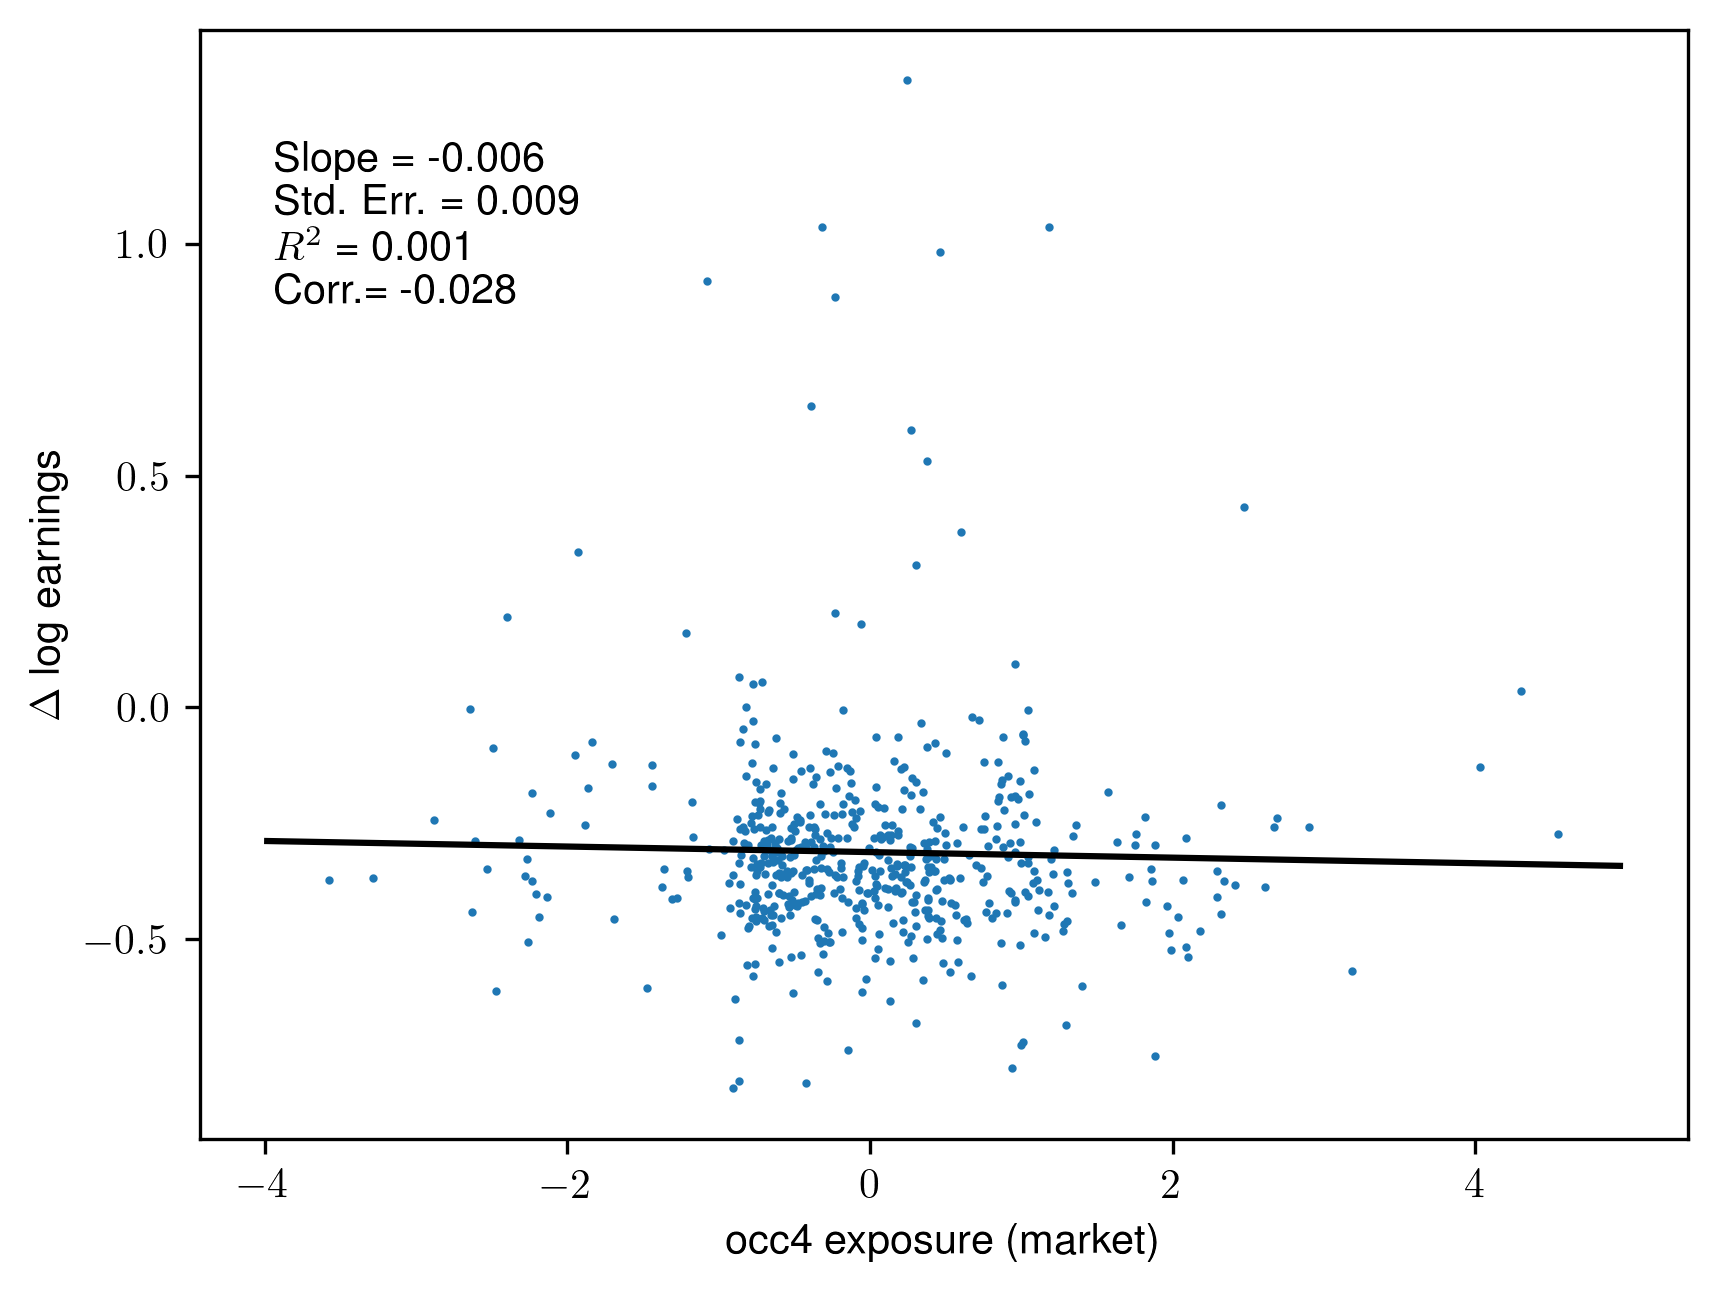 Slope = -0.006
Std. Err. = 0.009
R² = 0.001
Corr.= -0.028
1.0
0.5
0.0
−0.5
Δ log earnings
−4 −2 0 2 4
occ4 exposure (market)